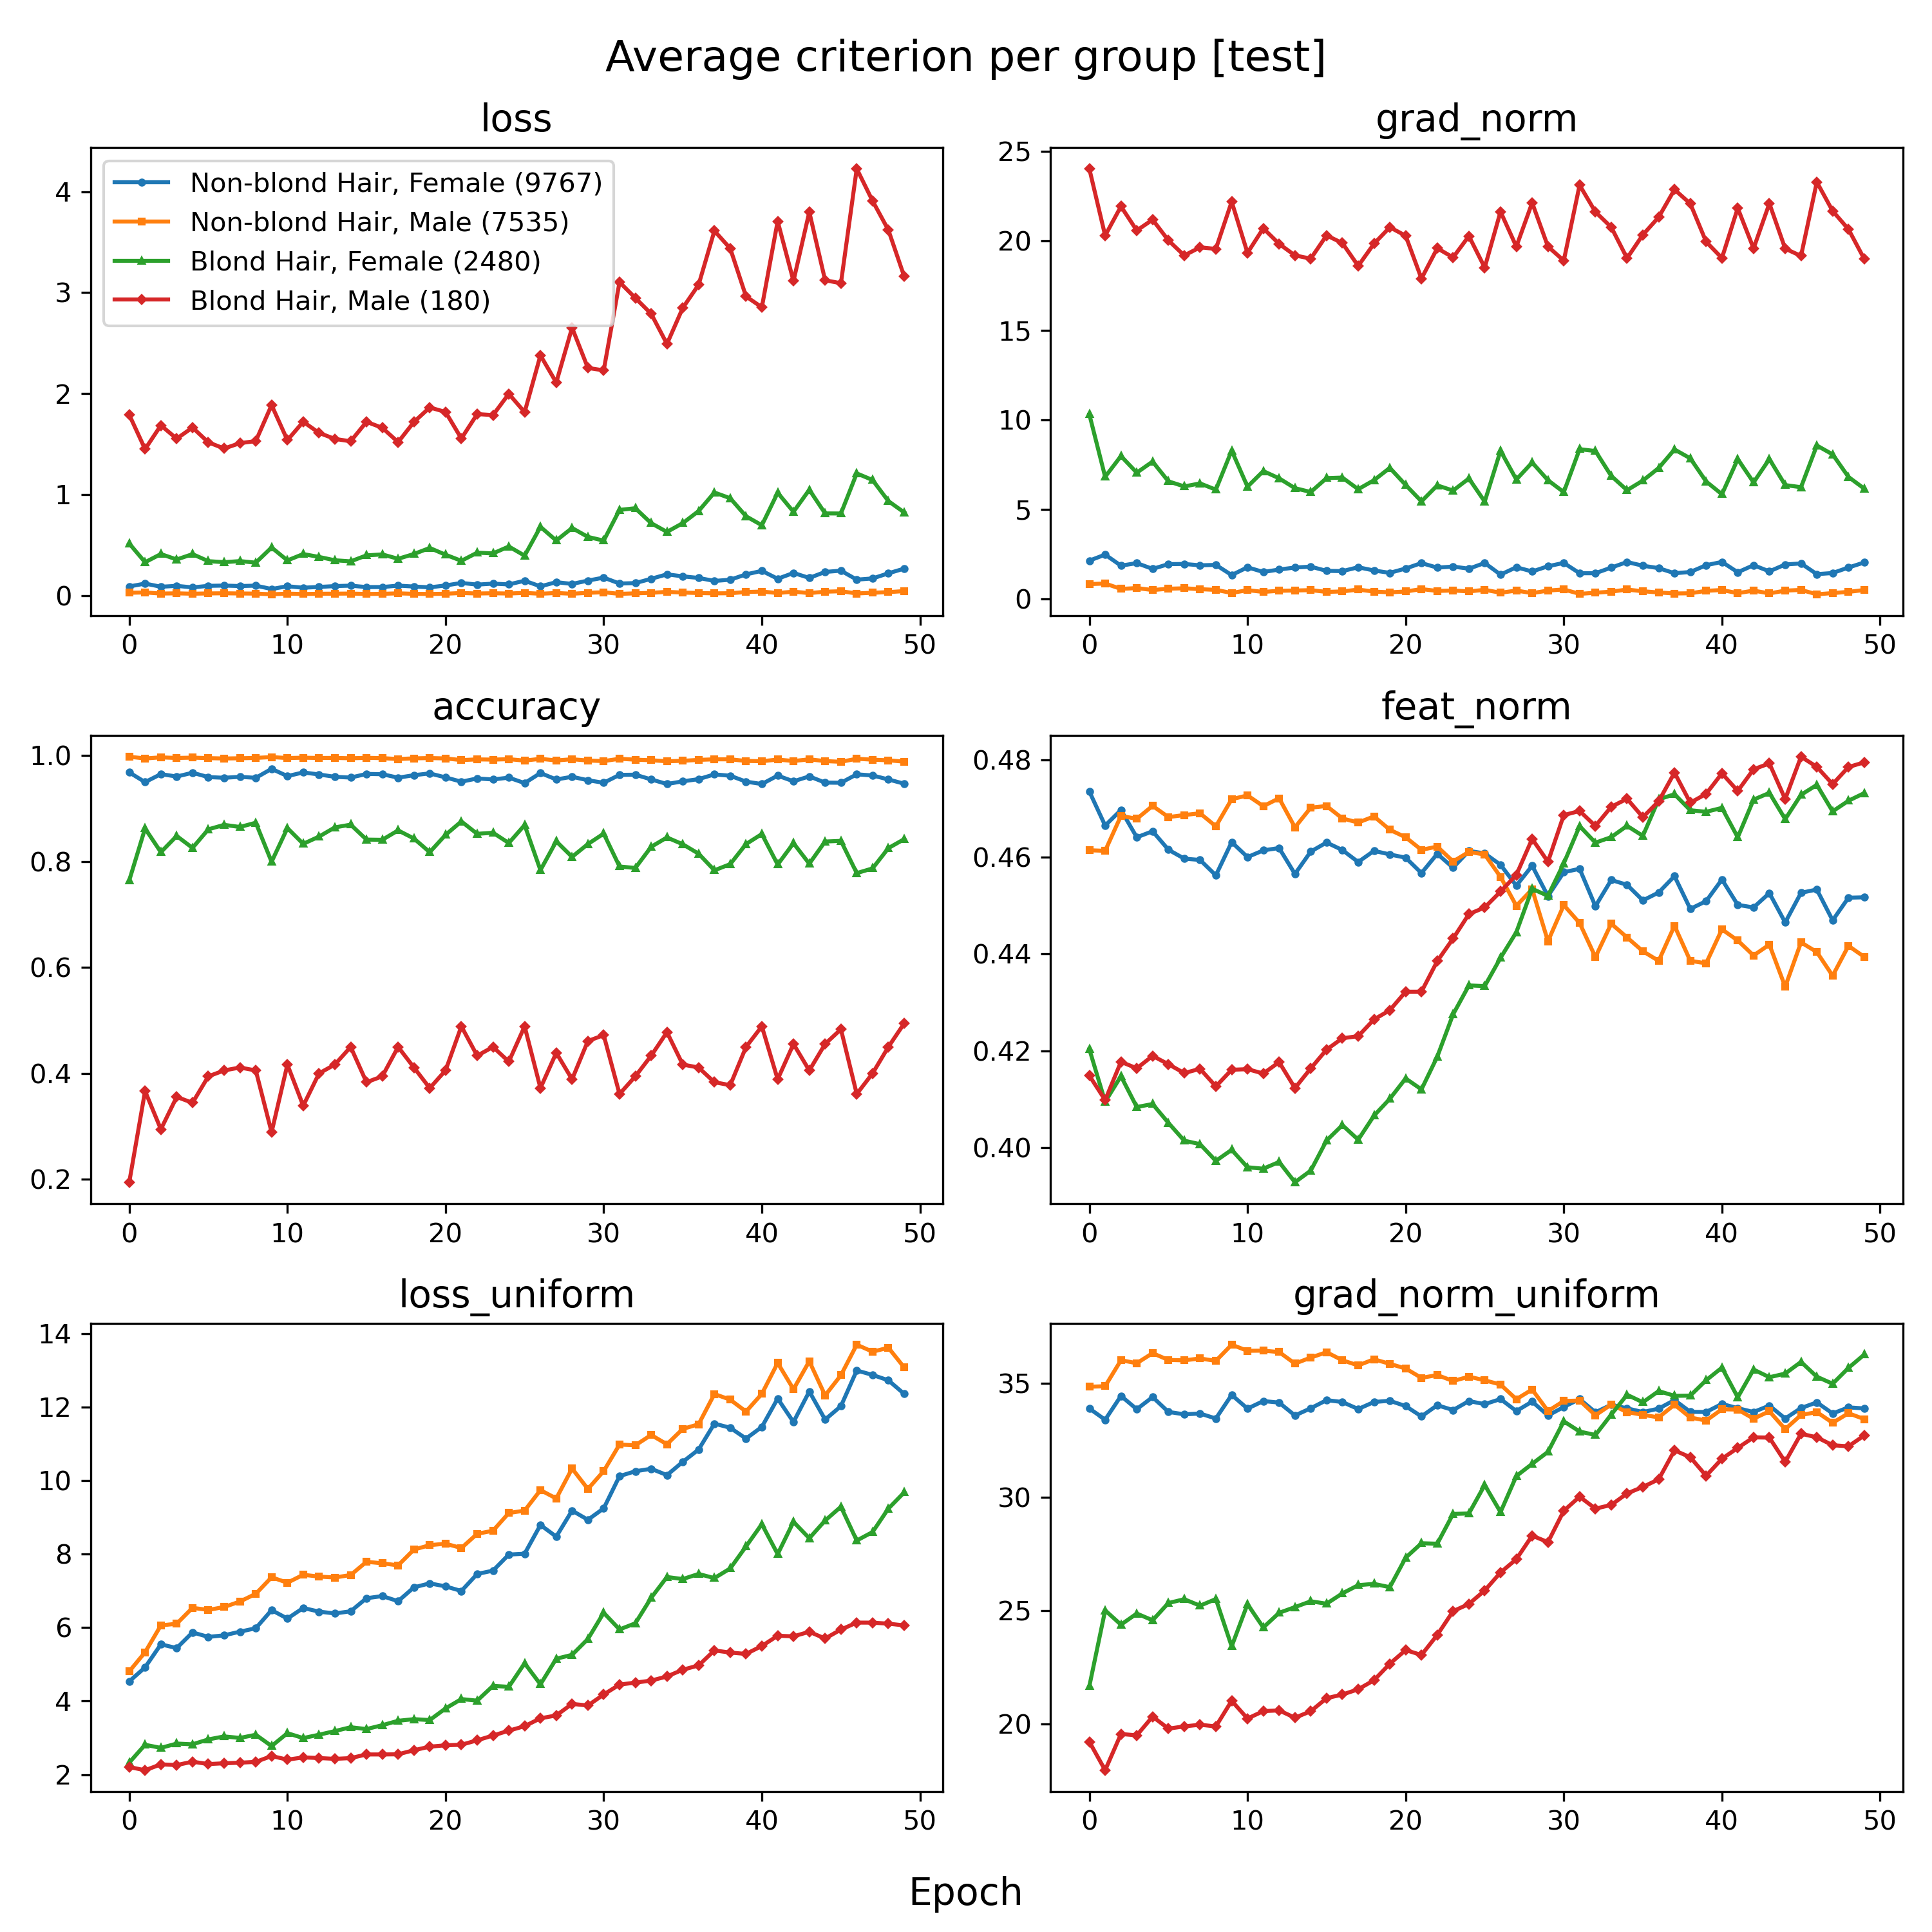 Average criterion per group [test]
loss
4
3
2
1
0
Non-blond Hair, Female (9767)
Non-blond Hair, Male (7535)
Blond Hair, Female (2480)
Blond Hair, Male (180)
0 10 20 30 40 50
grad_norm
25
20
15
10
5
0
0 10 20 30 40 50
accuracy
1.0
0.8
0.6
0.4
0.2
0 10 20 30 40 50
feat_norm
0.48
0.46
0.44
0.42
0.40
0 10 20 30 40 50
loss_uniform
14
12
10
8
6
4
2
0 10 20 30 40 50
grad_norm_uniform
35
30
25
20
0 10 20 30 40 50
Epoch